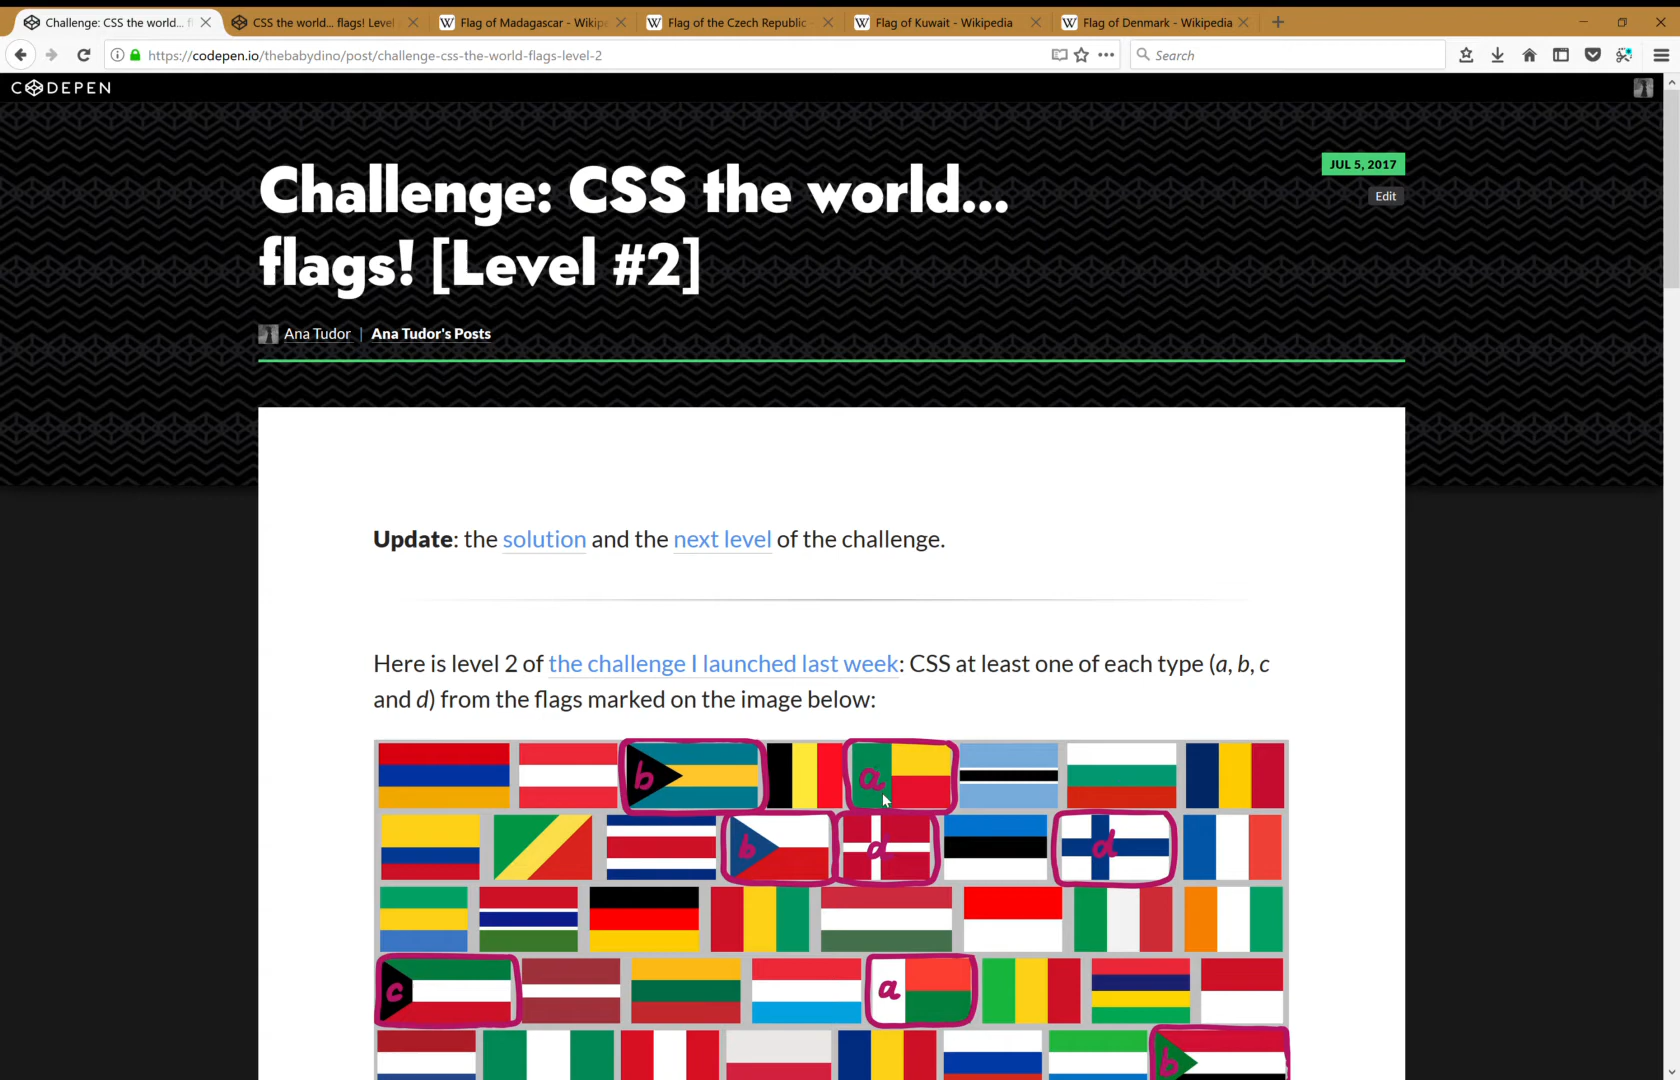 Challenge: CSS the world... f
CSS the world... flags! Level
Flag of Madagascar - Wikipe
Flag of the Czech Republic -
Flag of Kuwait - Wikipedia
Flag of Denmark - Wikipedia
https://codepen.io/thebabydino/post/challenge-css-the-world-flags-level-2
Search
CODEPEN
JUL 5, 2017
Edit
Challenge: CSS the world...
flags! [Level #2]
Ana Tudor | Ana Tudor's Posts
Update: the solution and the next level of the challenge.
Here is level 2 of the challenge I launched last week: CSS at least one of each type (a, b, c
and d) from the flags marked on the image below:
b a
b d d
c a
b